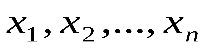 x₁, x₂,..., xₙ